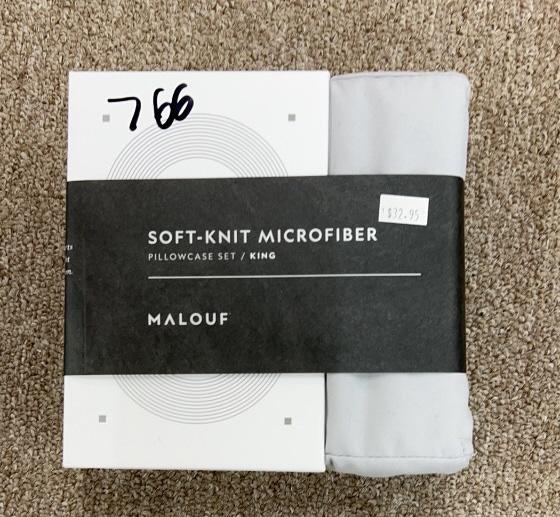 766
$32.95
SOFT-KNIT MICROFIBER
PILLOWCASE SET / KING
MALOUF